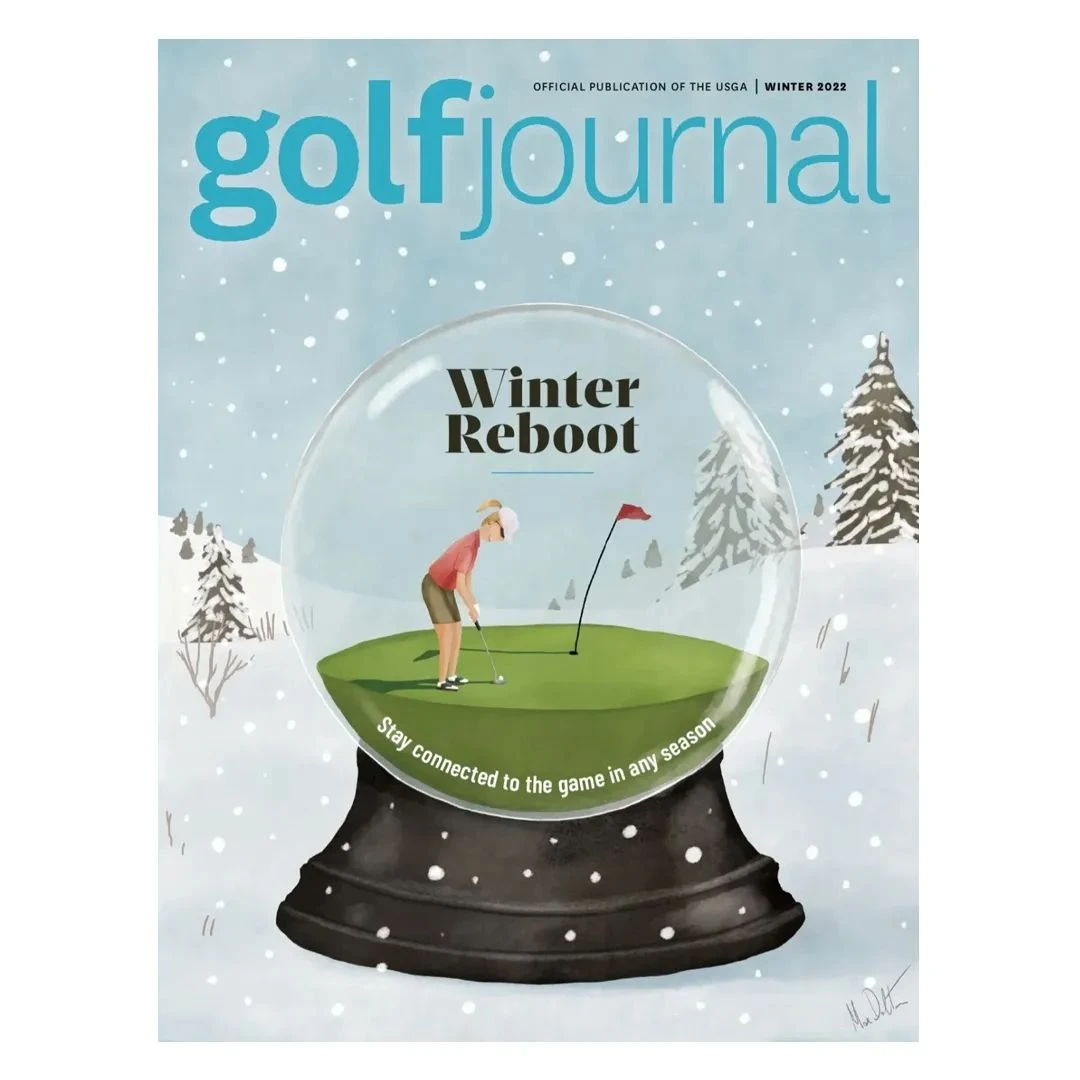 OFFICIAL PUBLICATION OF THE USGA | WINTER 2022
golfjournal
Winter
Reboot
Stay connected to the game in any season